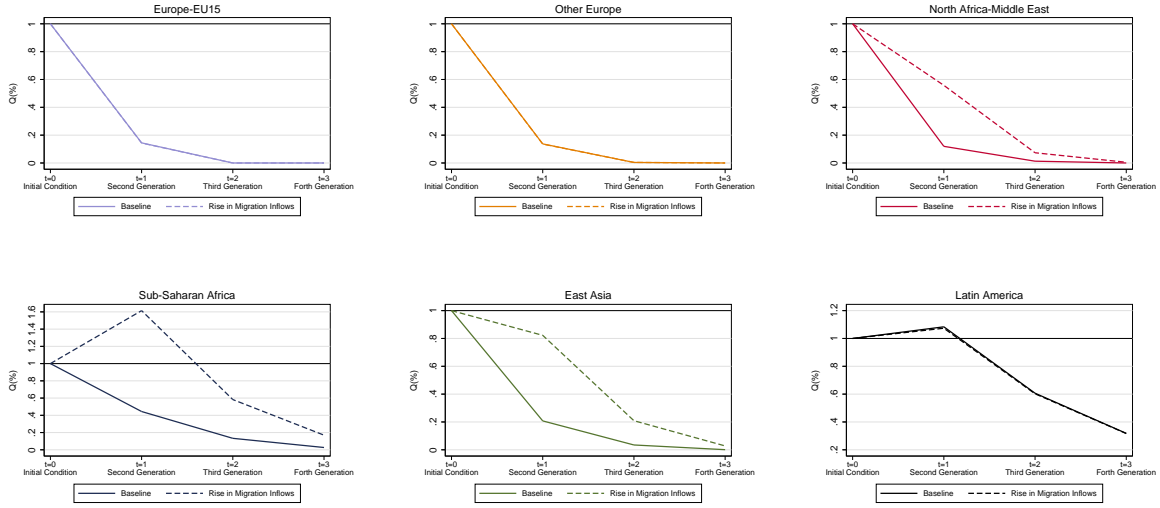 Europe-EU15
Q(%)
1
.8
.6
.4
.2
0
t=0
Initial Condition
t=1
Second Generation
t=2
Third Generation
t=3
Forth Generation
Baseline
Rise in Migration Inflows
Other Europe
Q(%)
1
.8
.6
.4
.2
0
t=0
Initial Condition
t=1
Second Generation
t=2
Third Generation
t=3
Forth Generation
Baseline
Rise in Migration Inflows
North Africa-Middle East
Q(%)
1
.8
.6
.4
.2
0
t=0
Initial Condition
t=1
Second Generation
t=2
Third Generation
t=3
Forth Generation
Baseline
Rise in Migration Inflows
Sub-Saharan Africa
Q(%)
1.6
1.4
1.2
1
.8
.6
.4
.2
0
t=0
Initial Condition
t=1
Second Generation
t=2
Third Generation
t=3
Forth Generation
Baseline
Rise in Migration Inflows
East Asia
Q(%)
1
.8
.6
.4
.2
0
t=0
Initial Condition
t=1
Second Generation
t=2
Third Generation
t=3
Forth Generation
Baseline
Rise in Migration Inflows
Latin America
Q(%)
1.2
1
.8
.6
.4
.2
t=0
Initial Condition
t=1
Second Generation
t=2
Third Generation
t=3
Forth Generation
Baseline
Rise in Migration Inflows